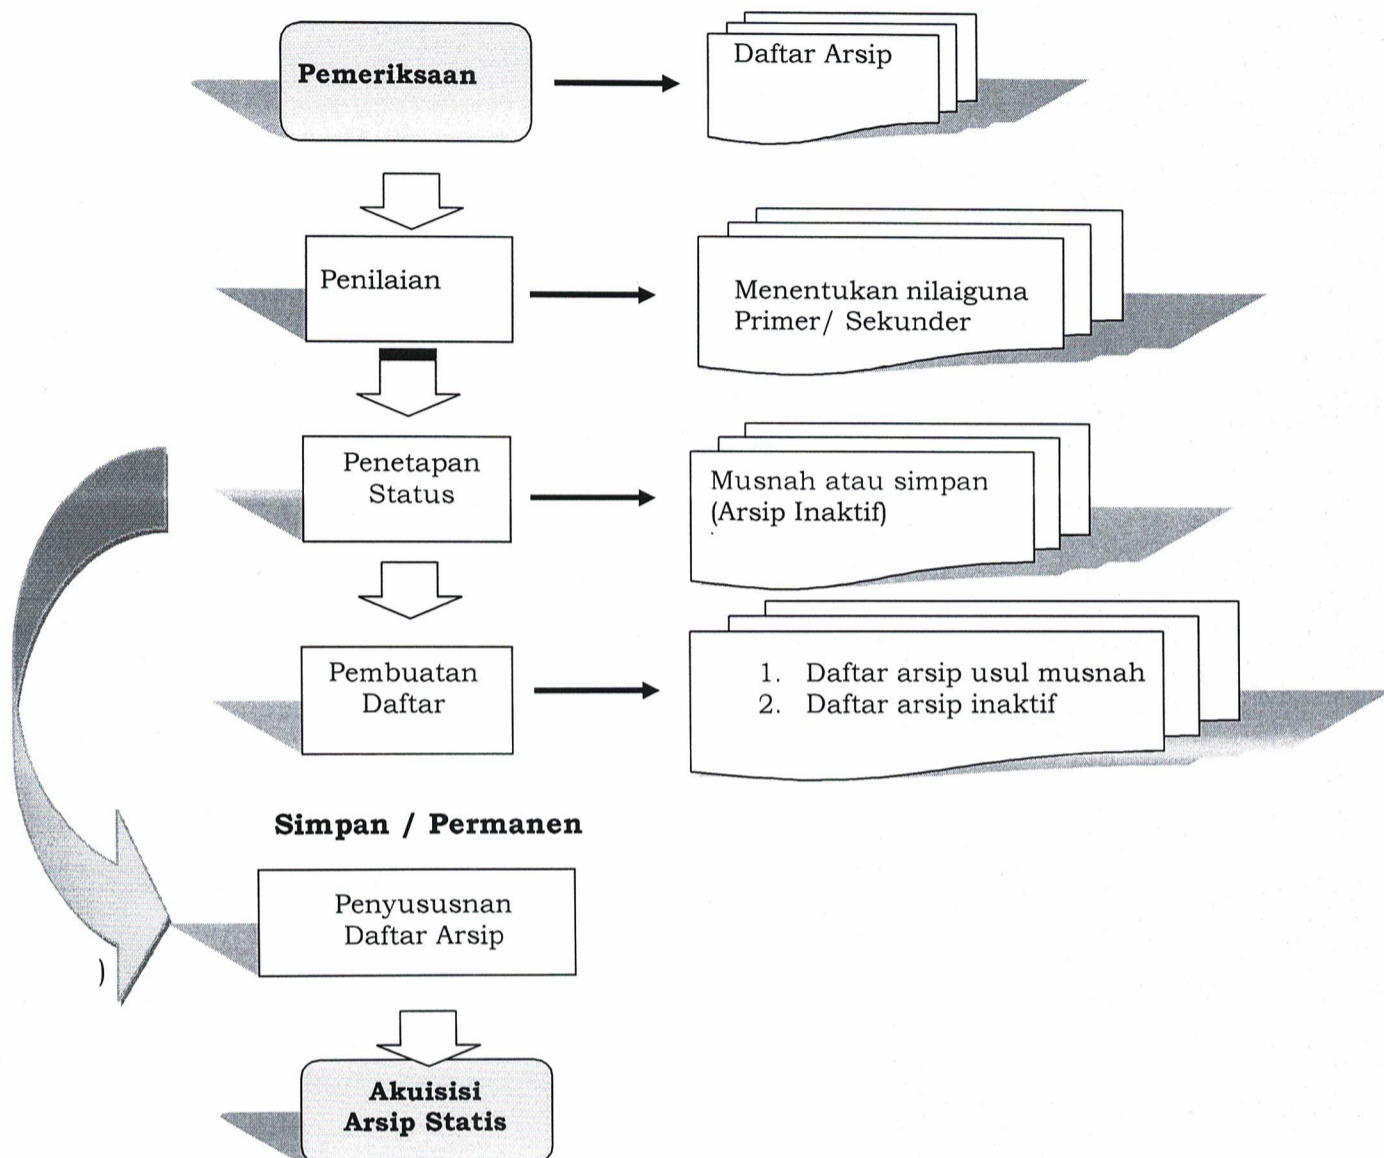 Pemeriksaan
Daftar Arsip
Penilaian
Menentukan nilaiguna
Primer/ Sekunder
Penetapan
Status
Musnah atau simpan
(Arsip Inaktif)
Pembuatan
Daftar
1. Daftar arsip usul musnah
2. Daftar arsip inaktif
Simpan / Permanen
Penyususnan
Daftar Arsip
)
Akuisisi
Arsip Statis